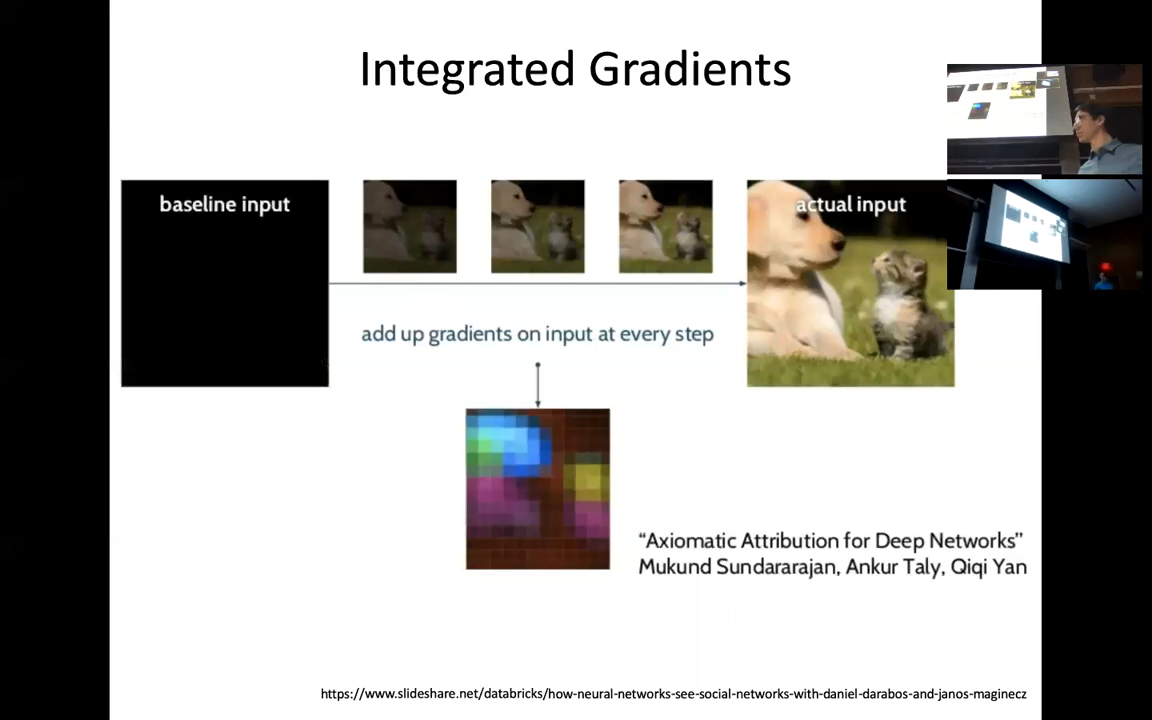 Integrated Gradients
baseline input
actual input
add up gradients on input at every step
“Axiomatic Attribution for Deep Networks”
Mukund Sundararajan, Ankur Taly, Qiqi Yan
https://www.slideshare.net/databricks/how-neural-networks-see-social-networks-with-daniel-darabos-and-janos-maginecz